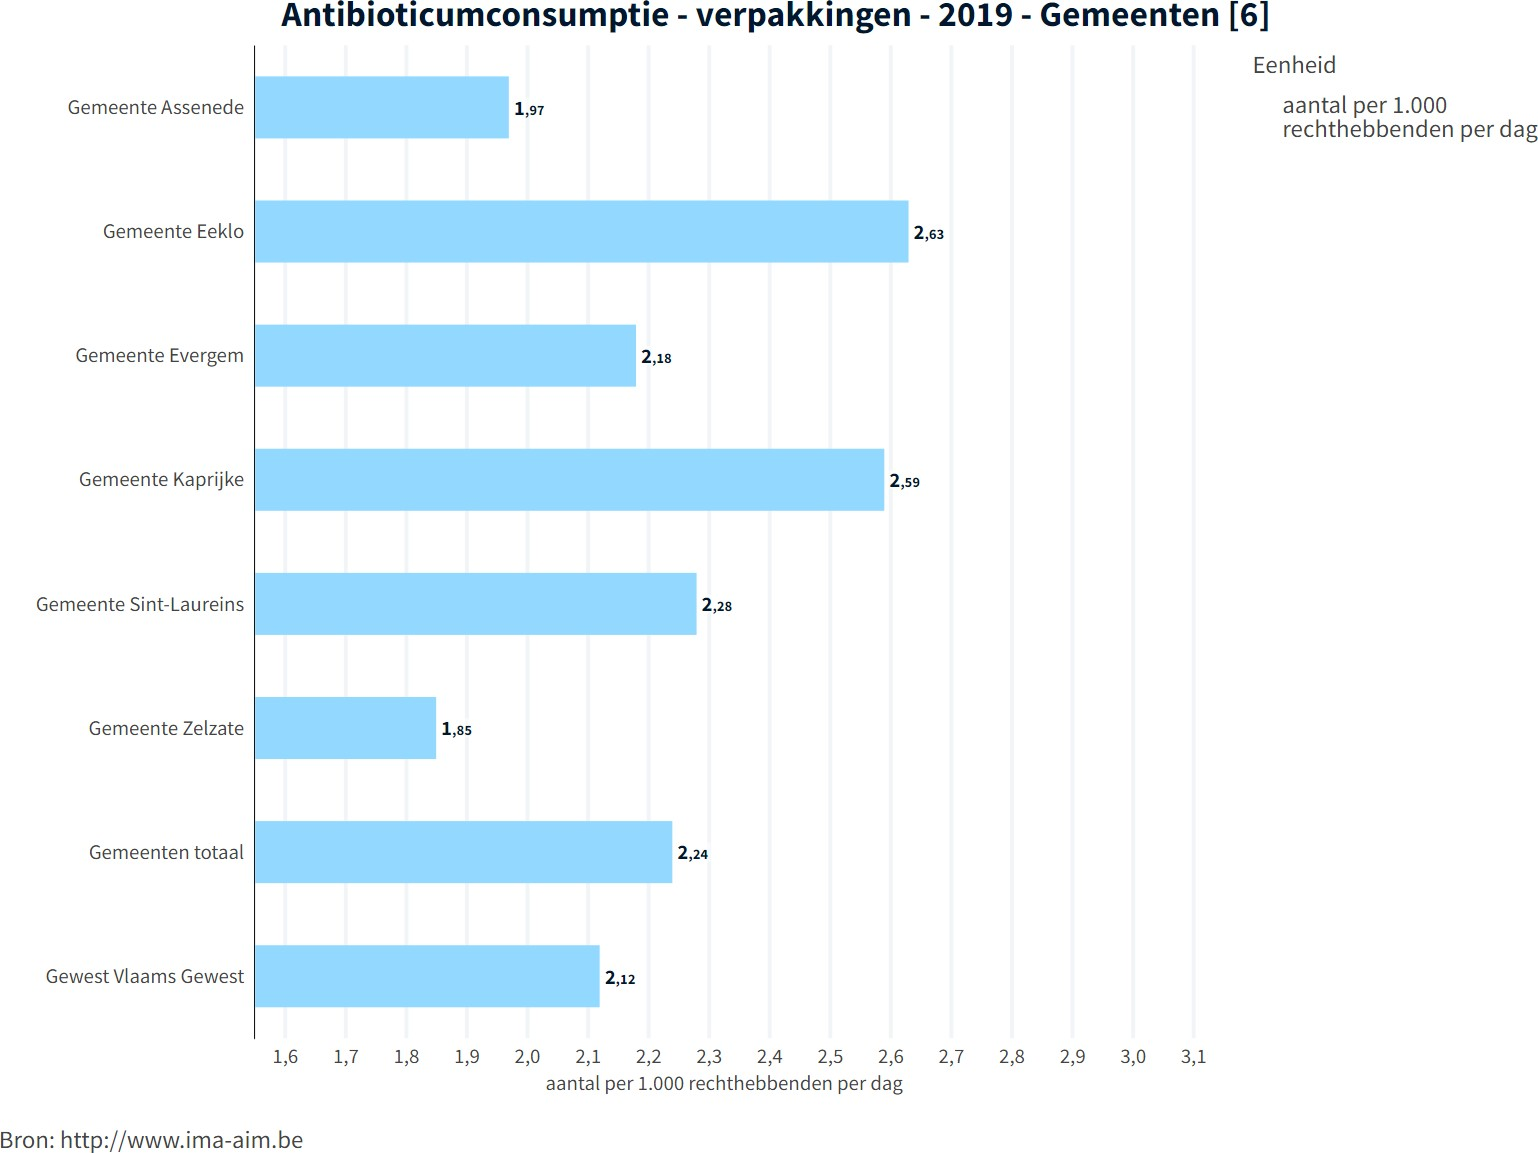 Antibioticumconsumptie - verpakkingen - 2019 - Gemeenten [6]
Eenheid
aantal per 1.000
rechthebbenden per dag
Gemeente Assenede 1,97
Gemeente Eeklo 2,63
Gemeente Evergem 2,18
Gemeente Kaprijke 2,59
Gemeente Sint-Laureins 2,28
Gemeente Zelzate 1,85
Gemeenten totaal 2,24
Gewest Vlaams Gewest 2,12
1,6 1,7 1,8 1,9 2,0 2,1 2,2 2,3 2,4 2,5 2,6 2,7 2,8 2,9 3,0 3,1
aantal per 1.000 rechthebbenden per dag
Bron: http://www.ima-aim.be